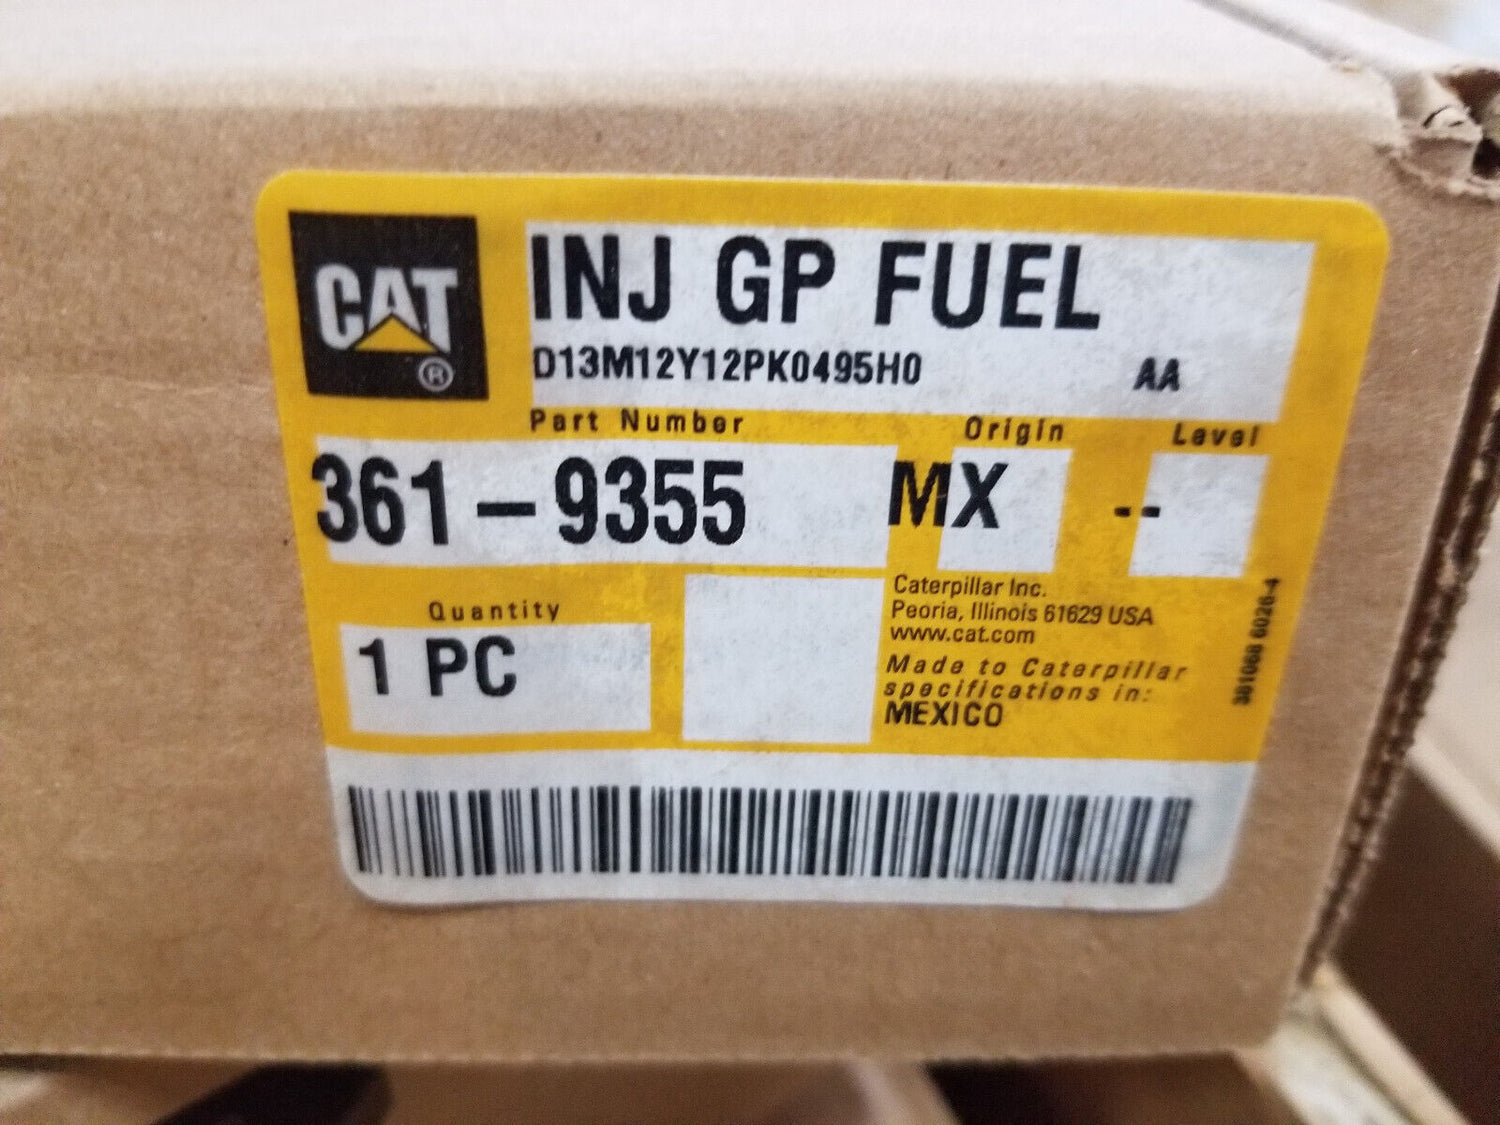 CAT
®
INJ GP FUEL
D13M12Y12PK0495H0 AA
Part Number Origin Level
361-9355 MX --
Quantity
1 PC
Caterpillar Inc.
Peoria, Illinois 61629 USA
www.cat.com
Made to Caterpillar
specifications in:
MEXICO